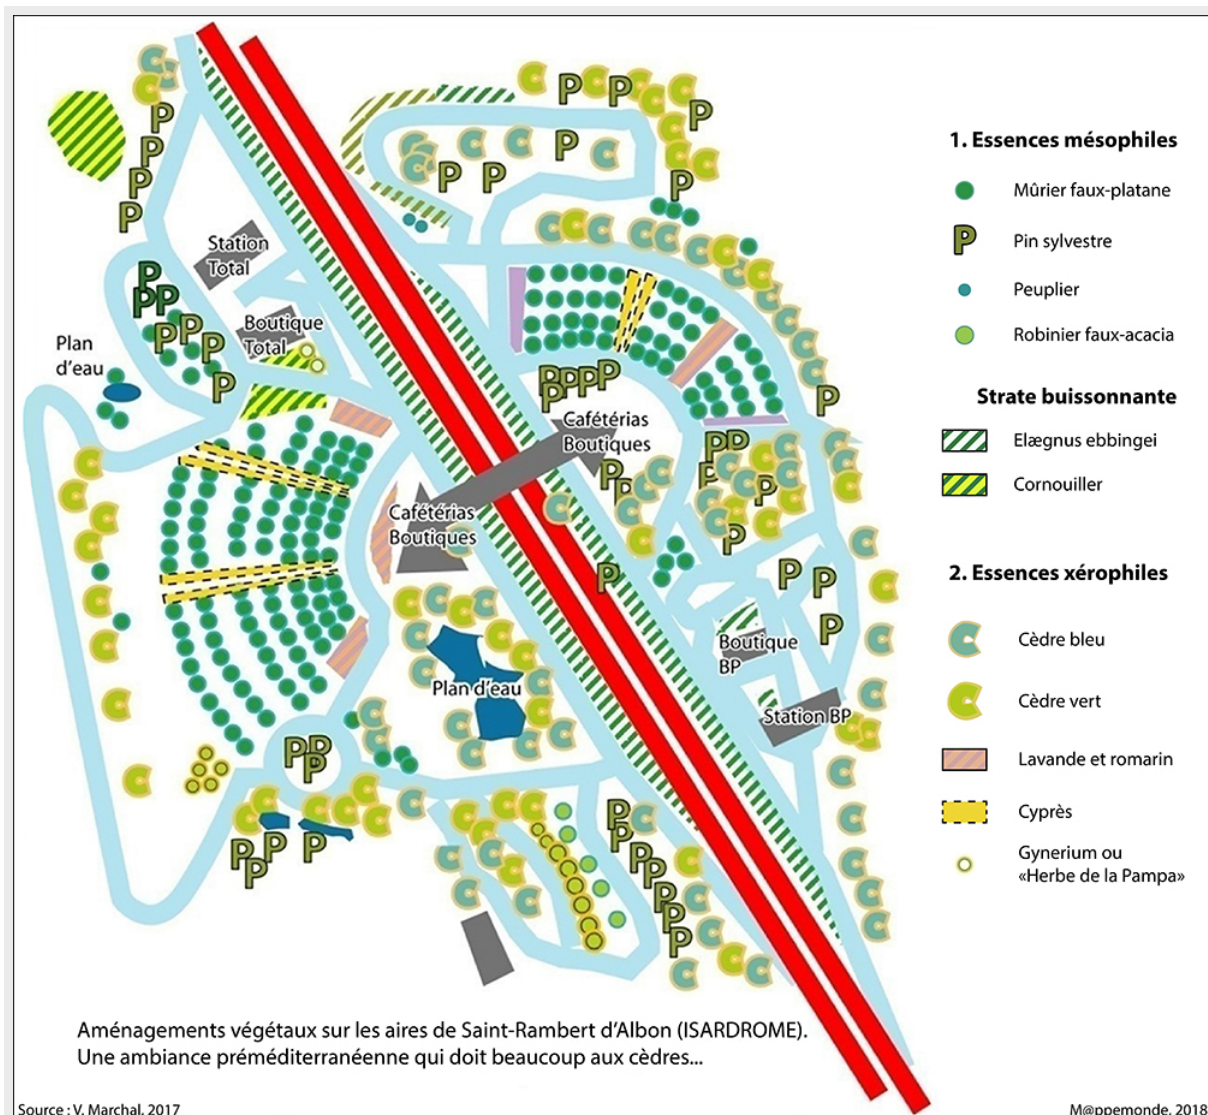 Station
Total
Boutique
Total
Plan
d'eau
Cafétérias
Boutiques
Cafétérias
Boutiques
Plan d'eau
Boutique
BP
Station BP
1. Essences mésophiles
Mûrier faux-platane
P Pin sylvestre
Peuplier
Robinier faux-acacia
Strate buissonnante
Elægnus ebbingei
Cornouiller
2. Essences xérophiles
Cèdre bleu
Cèdre vert
Lavande et romarin
Cyprès
Gynerium ou
«Herbe de la Pampa»
Aménagements végétaux sur les aires de Saint-Rambert d'Albon (ISARDROME).
Une ambiance préméditerranéenne qui doit beaucoup aux cèdres...
Source : V. Marchal, 2017
M@ppemonde, 2018